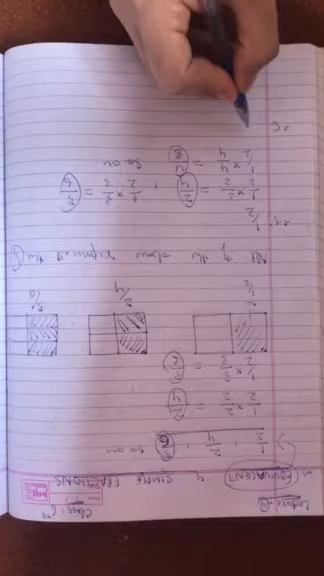 Class: 6th
⇒ EQUIVALENT & SIMPLE FRACTIONS
1/2, 2/4, 3/6 so on
1/2 × 2/2 = 2/4
1/2 × 3/3 = 3/6
1/2 2/4 3/6
All of the above represent the
1/2
1/2 × 2/2 = 2/4, 1/2 × 3/3 = 3/6
1/2 × 4/4 = 4/8 so on